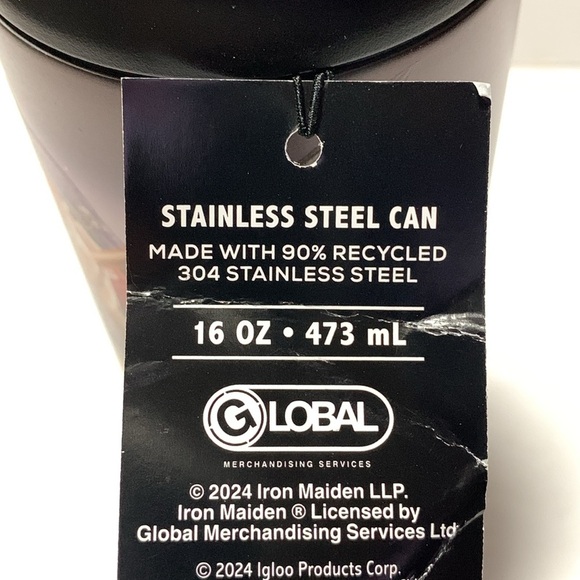 STAINLESS STEEL CAN
MADE WITH 90% RECYCLED
304 STAINLESS STEEL
16 OZ • 473 mL
GLOBAL
MERCHANDISING SERVICES
© 2024 Iron Maiden LLP.
Iron Maiden ® Licensed by
Global Merchandising Services Ltd
© 2024 Igloo Products Corp.